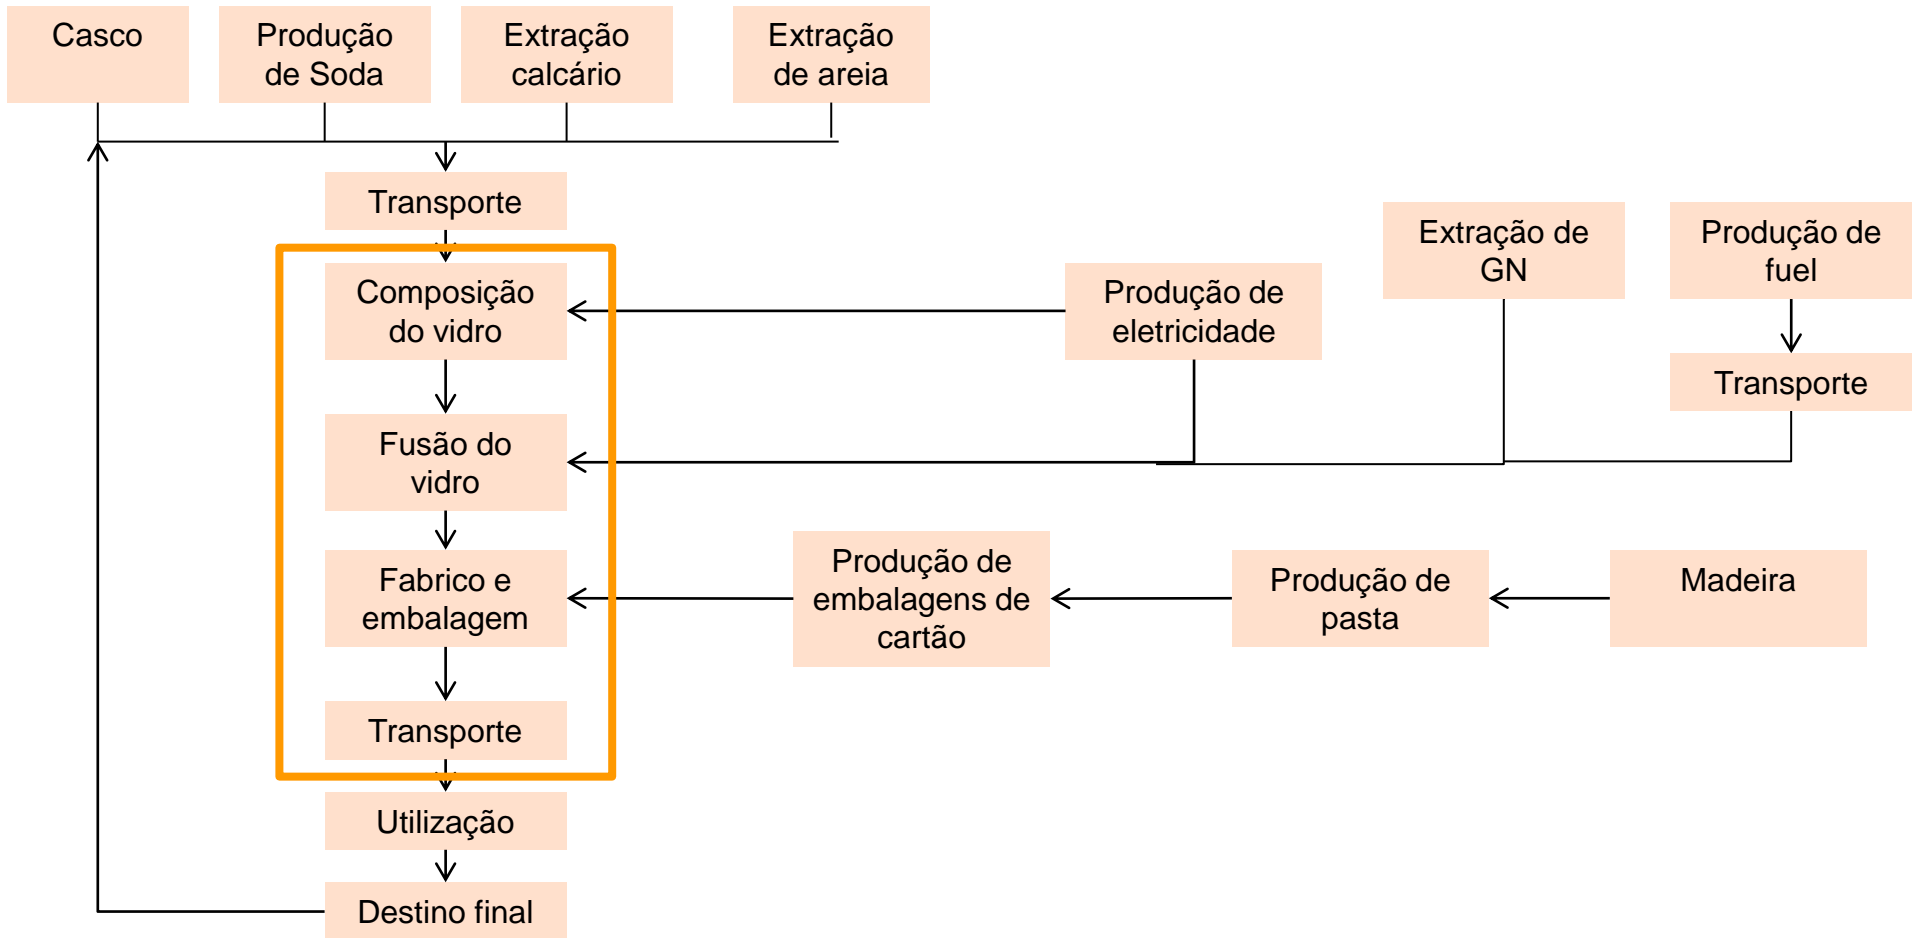 Casco
Produção
de Soda
Extração
calcário
Extração
de areia
Transporte
Extração de
GN
Produção de
fuel
Composição
do vidro
Produção de
eletricidade
Transporte
Fusão do
vidro
Fabrico e
embalagem
Produção de
embalagens de
cartão
Produção de
pasta
Madeira
Transporte
Utilização
Destino final